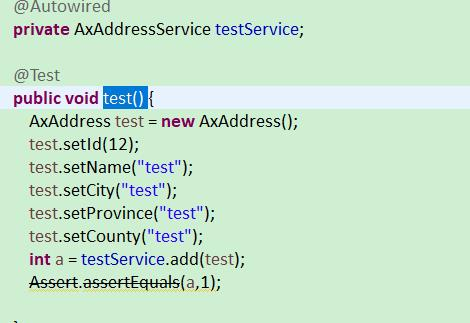 @Autowired
private AxAddressService testService;
@Test
public void test() {
AxAddress test = new AxAddress();
test.setId(12);
test.setName("test");
test.setCity("test");
test.setProvince("test");
test.setCounty("test");
int a = testService.add(test);
Assert.assertEquals(a,1);
}